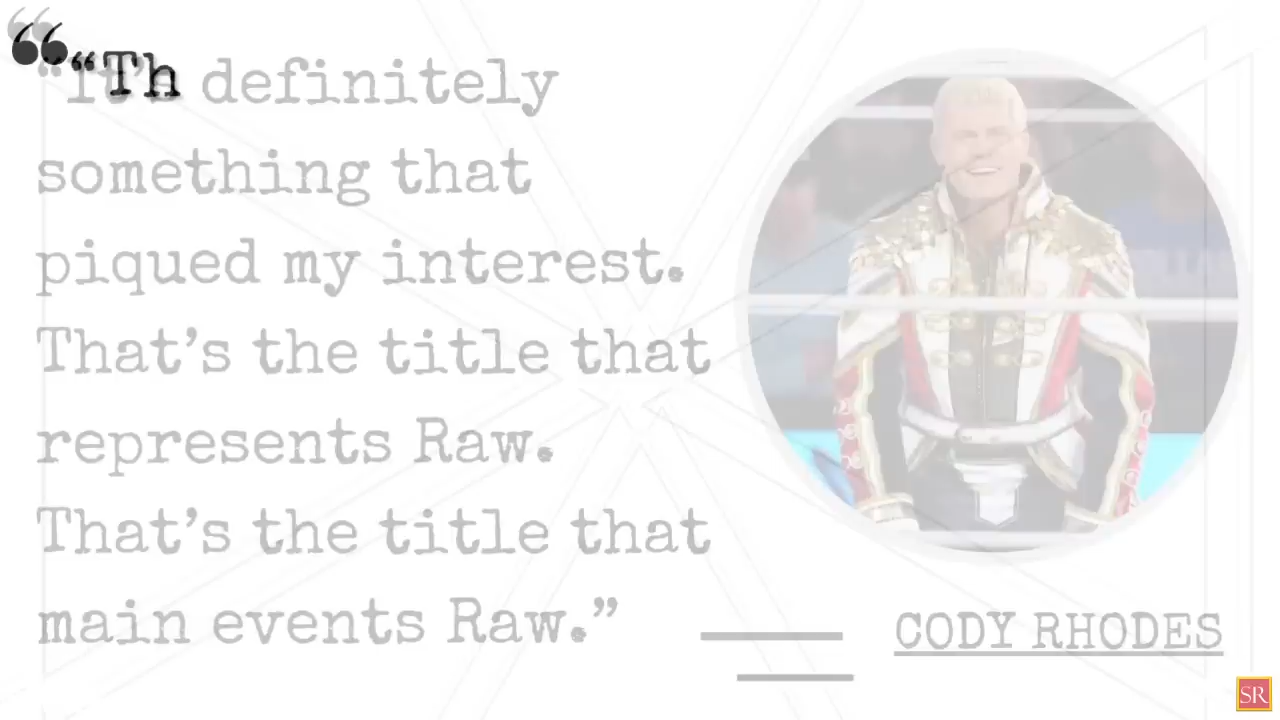 “It’s definitely
“Th
something that
piqued my interest.
That’s the title that
represents Raw.
That’s the title that
main events Raw.”
CODY RHODES
SR